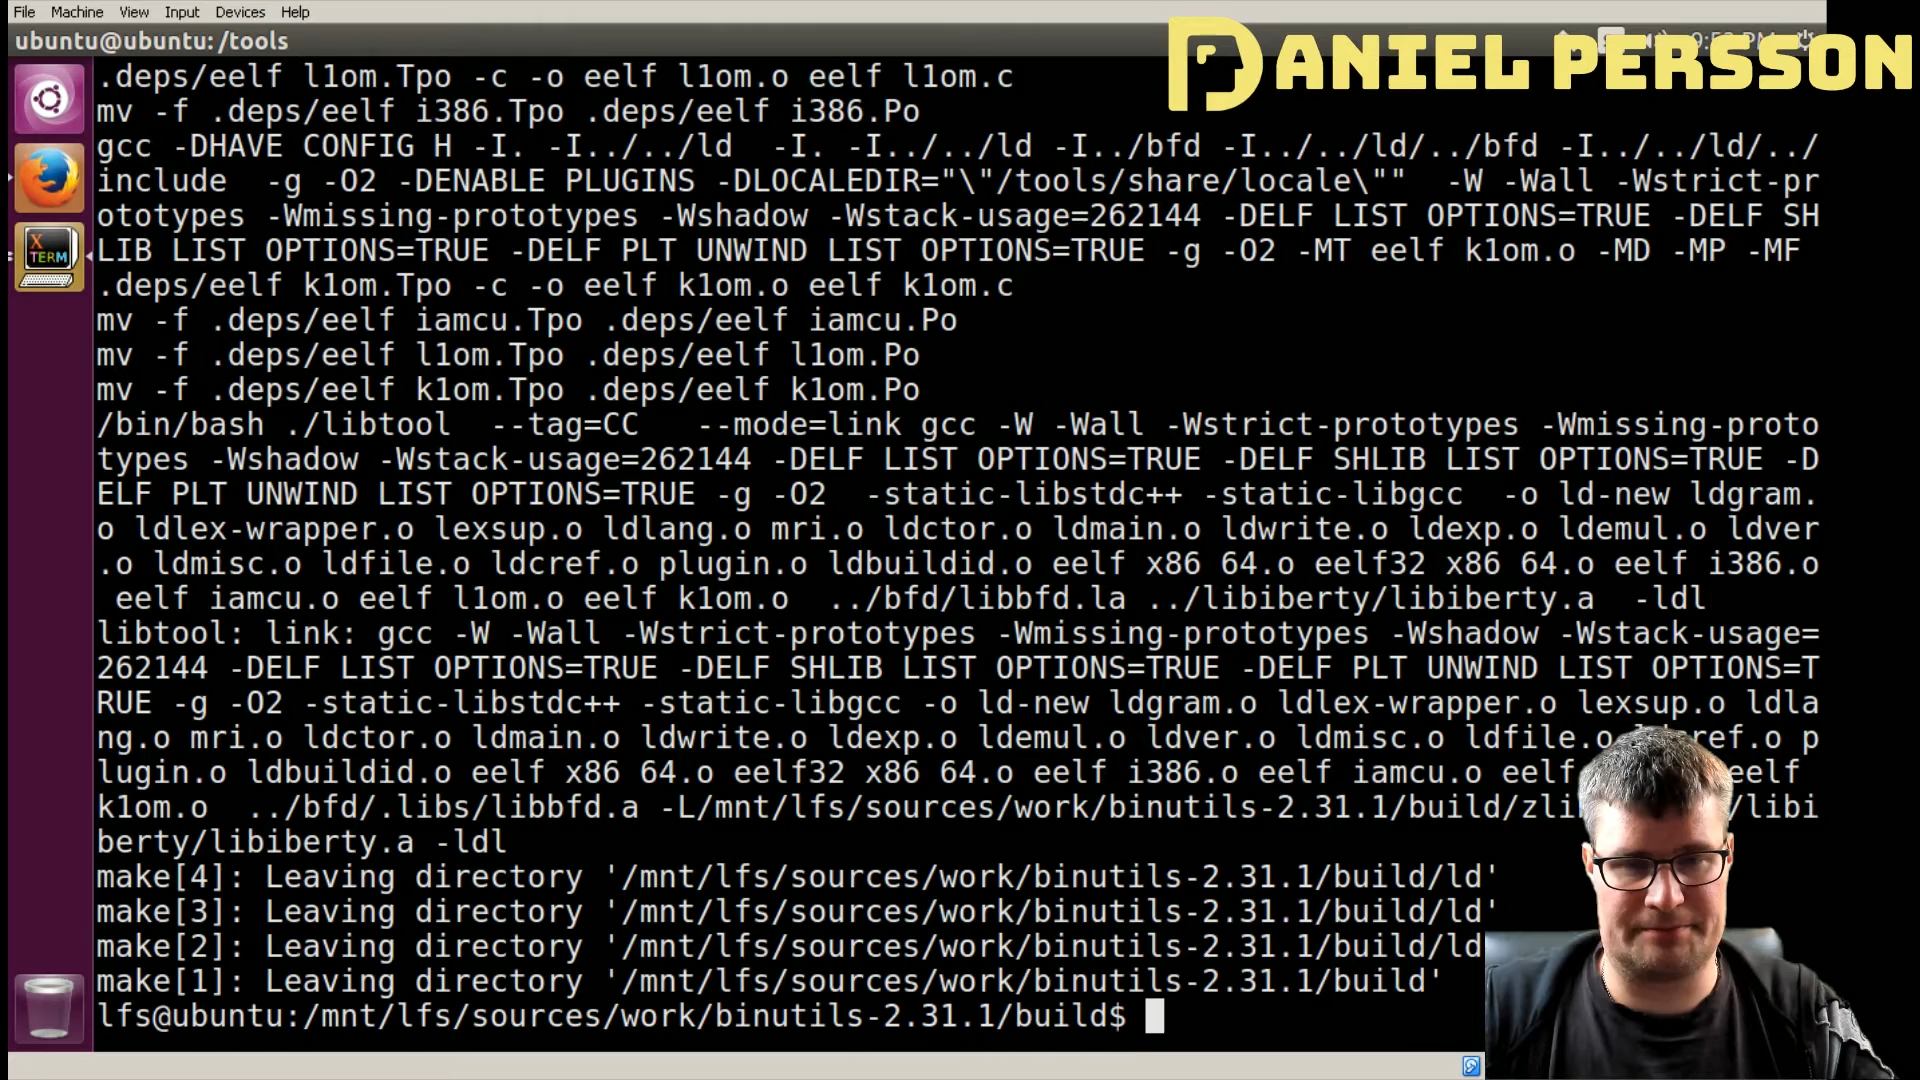 File Machine View Input Devices Help
DANIEL PERSSON
ubuntu@ubuntu: /tools
.deps/eelf l1om.Tpo -c -o eelf l1om.o eelf l1om.c
mv -f .deps/eelf i386.Tpo .deps/eelf i386.Po
gcc -DHAVE CONFIG H -I. -I../../ld  -I. -I../../ld -I../bfd -I../../ld/../bfd -I../../ld/../
include  -g -O2 -DENABLE PLUGINS -DLOCALEDIR="\"/tools/share/locale\""  -W -Wall -Wstrict-pr
ototypes -Wmissing-prototypes -Wshadow -Wstack-usage=262144 -DELF LIST OPTIONS=TRUE -DELF SH
LIB LIST OPTIONS=TRUE -DELF PLT UNWIND LIST OPTIONS=TRUE -g -O2 -MT eelf k1om.o -MD -MP -MF
.deps/eelf k1om.Tpo -c -o eelf k1om.o eelf k1om.c
mv -f .deps/eelf iamcu.Tpo .deps/eelf iamcu.Po
mv -f .deps/eelf l1om.Tpo .deps/eelf l1om.Po
mv -f .deps/eelf k1om.Tpo .deps/eelf k1om.Po
/bin/bash ./libtool  --tag=CC   --mode=link gcc -W -Wall -Wstrict-prototypes -Wmissing-proto
types -Wshadow -Wstack-usage=262144 -DELF LIST OPTIONS=TRUE -DELF SHLIB LIST OPTIONS=TRUE -D
ELF PLT UNWIND LIST OPTIONS=TRUE -g -O2  -static-libstdc++ -static-libgcc  -o ld-new ldgram.
o ldlex-wrapper.o lexsup.o ldlang.o mri.o ldctor.o ldmain.o ldwrite.o ldexp.o ldemul.o ldver
.o ldmisc.o ldfile.o ldcref.o plugin.o ldbuildid.o eelf x86 64.o eelf32 x86 64.o eelf i386.o
 eelf iamcu.o eelf l1om.o eelf k1om.o  ../bfd/libbfd.la ../libiberty/libiberty.a  -ldl
libtool: link: gcc -W -Wall -Wstrict-prototypes -Wmissing-prototypes -Wshadow -Wstack-usage=
262144 -DELF LIST OPTIONS=TRUE -DELF SHLIB LIST OPTIONS=TRUE -DELF PLT UNWIND LIST OPTIONS=T
RUE -g -O2 -static-libstdc++ -static-libgcc -o ld-new ldgram.o ldlex-wrapper.o lexsup.o ldla
ng.o mri.o ldctor.o ldmain.o ldwrite.o ldexp.o ldemul.o ldver.o ldmisc.o ref.o p
lugin.o ldbuildid.o eelf x86 64.o eelf32 x86 64.o eelf i386.o eelf iamcu.o eelf eelf
k1om.o  ../bfd/.libs/libbfd.a -L/mnt/lfs/sources/work/binutils-2.31.1/build/ /libi
berty/libiberty.a -ldl
make[4]: Leaving directory '/mnt/lfs/sources/work/binutils-2.31.1/build/ld'
make[3]: Leaving directory '/mnt/lfs/sources/work/binutils-2.31.1/build/ld'
make[2]: Leaving directory '/mnt/lfs/sources/work/binutils-2.31.1/build/ld
make[1]: Leaving directory '/mnt/lfs/sources/work/binutils-2.31.1/build'
lfs@ubuntu:/mnt/lfs/sources/work/binutils-2.31.1/build$
X
TERM